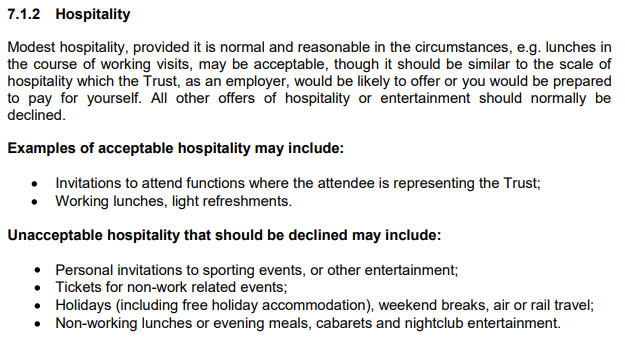 7.1.2 Hospitality
Modest hospitality, provided it is normal and reasonable in the circumstances, e.g. lunches in
the course of working visits, may be acceptable, though it should be similar to the scale of
hospitality which the Trust, as an employer, would be likely to offer or you would be prepared
to pay for yourself. All other offers of hospitality or entertainment should normally be
declined.
Examples of acceptable hospitality may include:
• Invitations to attend functions where the attendee is representing the Trust;
• Working lunches, light refreshments.
Unacceptable hospitality that should be declined may include:
• Personal invitations to sporting events, or other entertainment;
• Tickets for non-work related events;
• Holidays (including free holiday accommodation), weekend breaks, air or rail travel;
• Non-working lunches or evening meals, cabarets and nightclub entertainment.